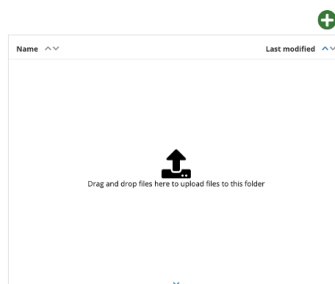 Name Last modified
Drag and drop files here to upload files to this folder